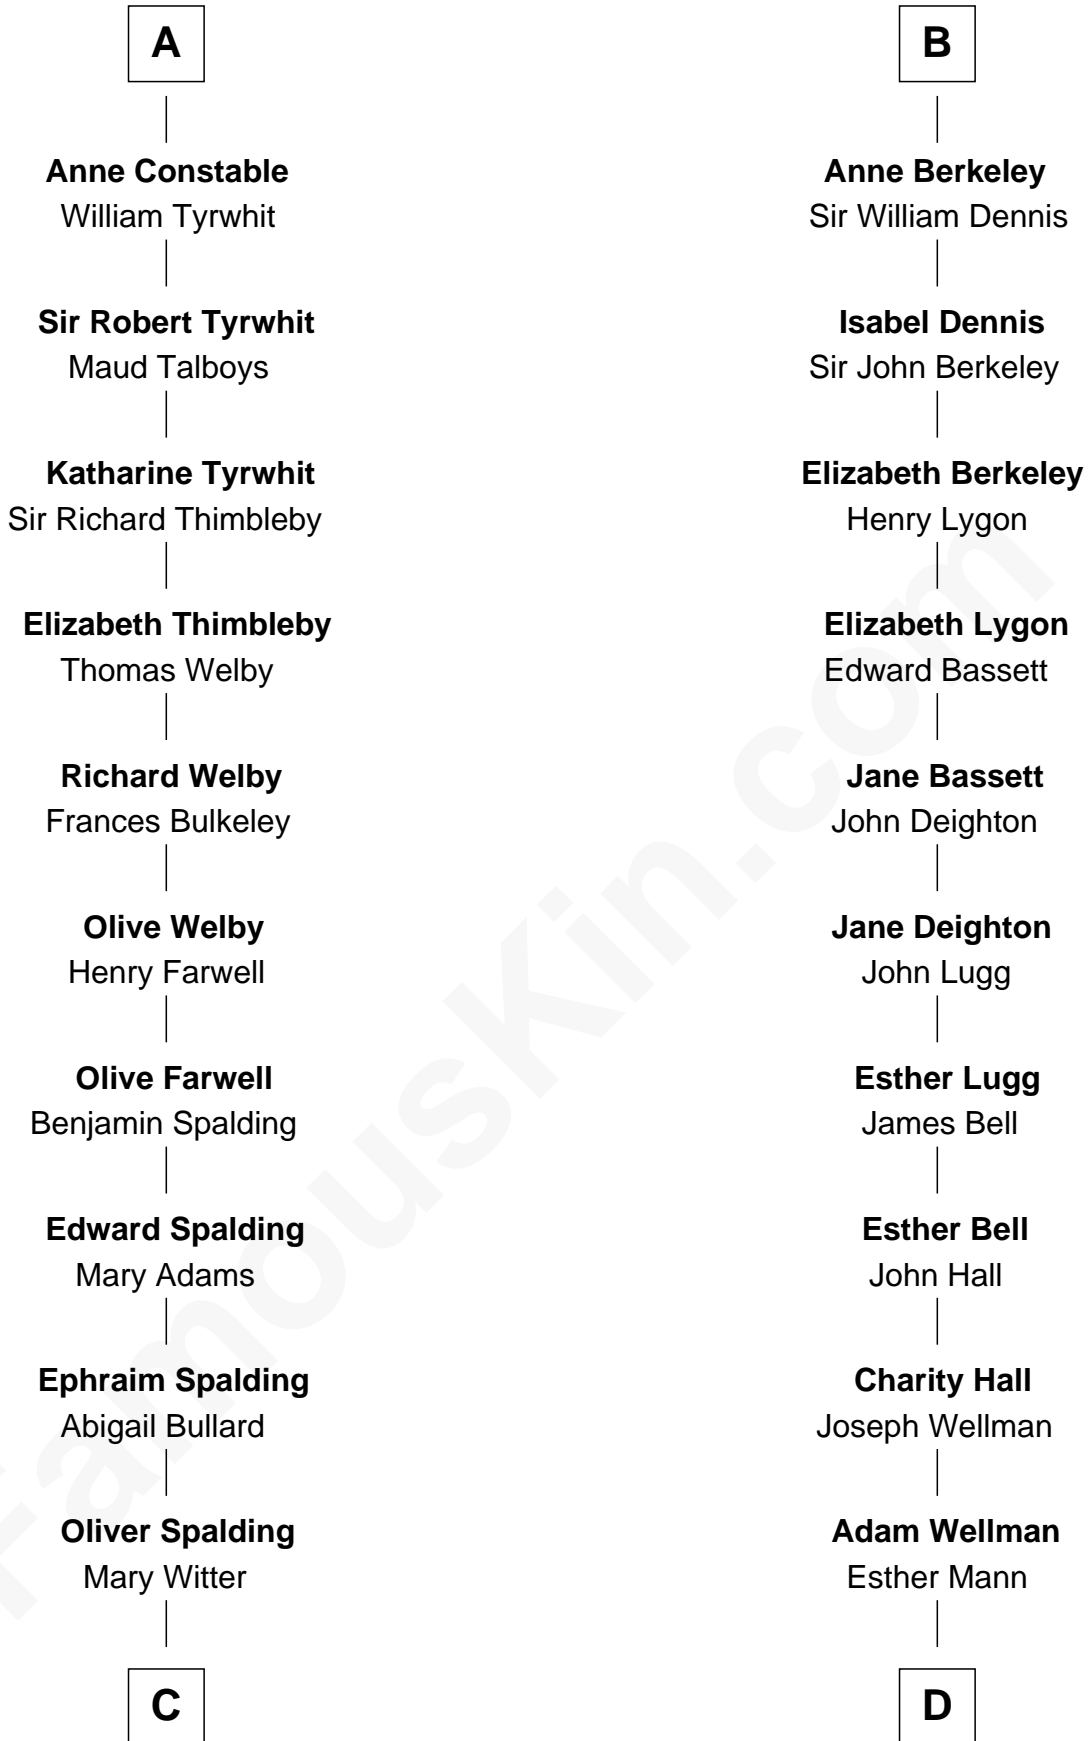 A
Anne Constable
William Tyrwhit
Sir Robert Tyrwhit
Maud Talboys
Katharine Tyrwhit
Sir Richard Thimbleby
Elizabeth Thimbleby
Thomas Welby
Richard Welby
Frances Bulkeley
Olive Welby
Henry Farwell
Olive Farwell
Benjamin Spalding
Edward Spalding
Mary Adams
Ephraim Spalding
Abigail Bullard
Oliver Spalding
Mary Witter
C
B
Anne Berkeley
Sir William Dennis
Isabel Dennis
Sir John Berkeley
Elizabeth Berkeley
Henry Lygon
Elizabeth Lygon
Edward Bassett
Jane Bassett
John Deighton
Jane Deighton
John Lugg
Esther Lugg
James Bell
Esther Bell
John Hall
Charity Hall
Joseph Wellman
Adam Wellman
Esther Mann
D
FamousKin.com